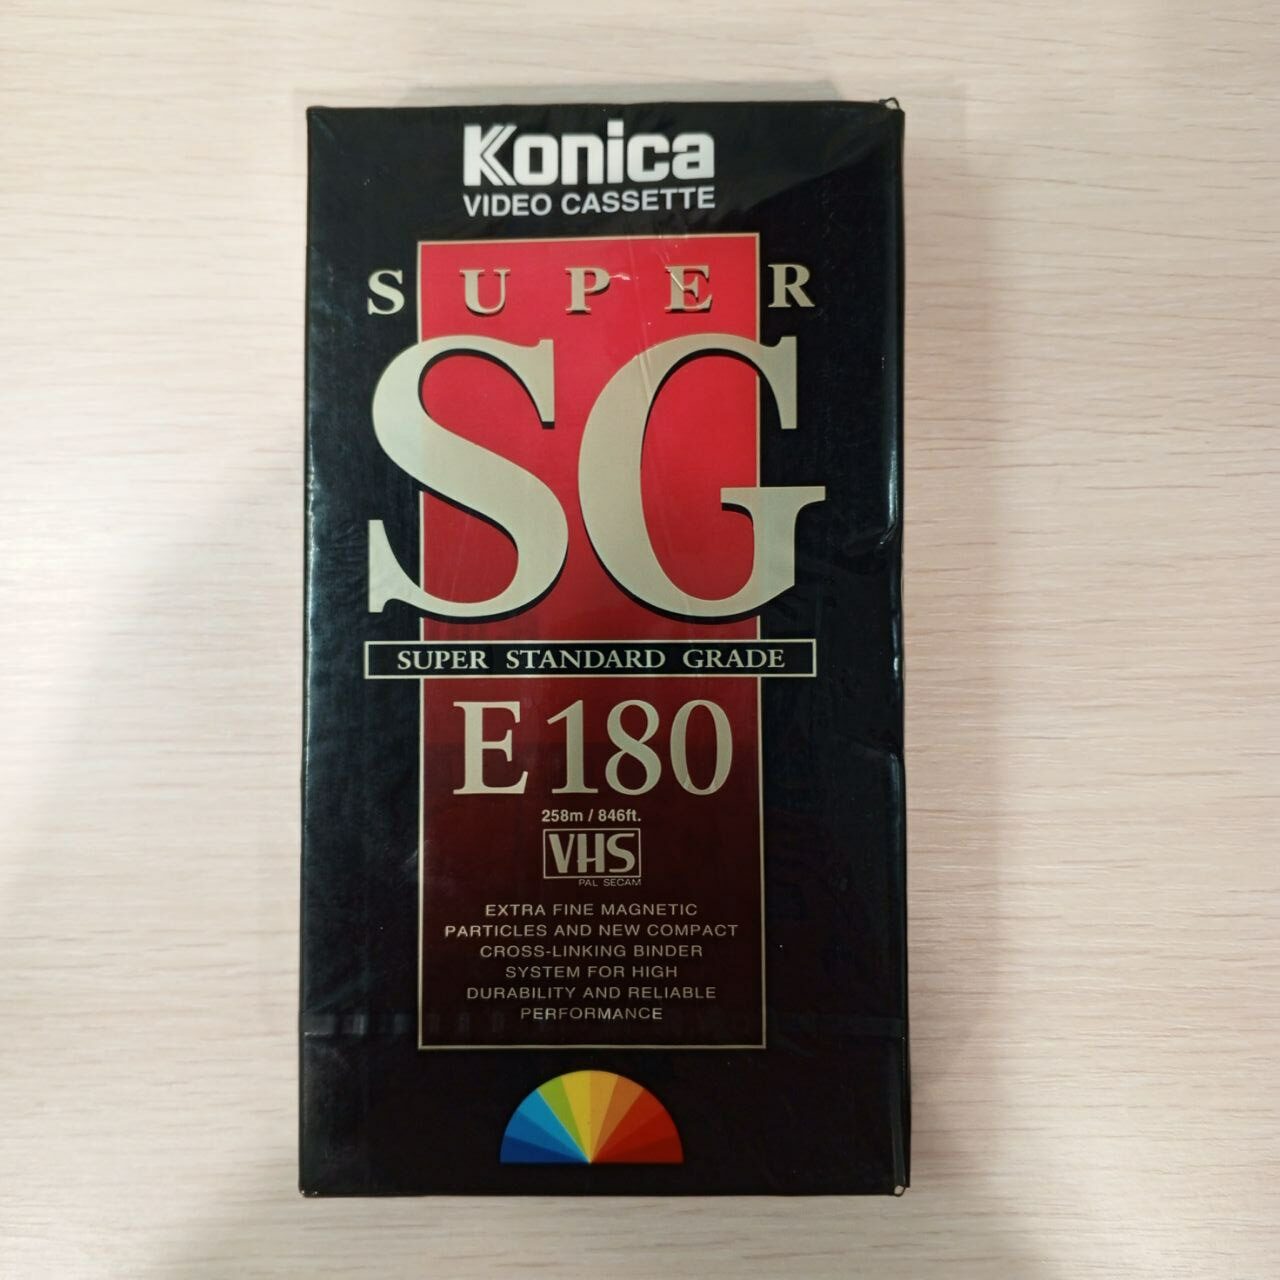 Konica
VIDEO CASSETTE
SUPER
SG
SUPER STANDARD GRADE
E180
258m / 846ft.
VHS
PAL SECAM
EXTRA FINE MAGNETIC
PARTICLES AND NEW COMPACT
CROSS-LINKING BINDER
SYSTEM FOR HIGH
DURABILITY AND RELIABLE
PERFORMANCE